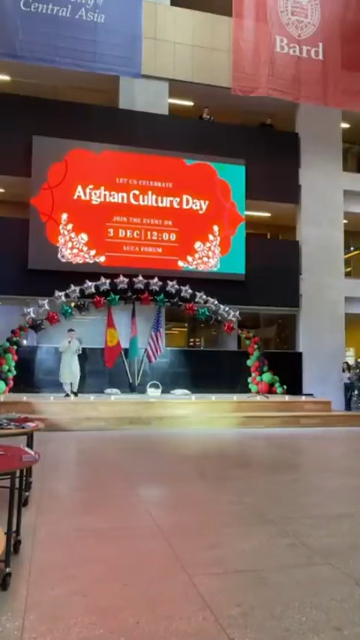 Central Asia
Bard
LET US CELEBRATE
Afghan Culture Day
JOIN THE EVENT ON
3 DEC | 12:00
AUCA FORUM